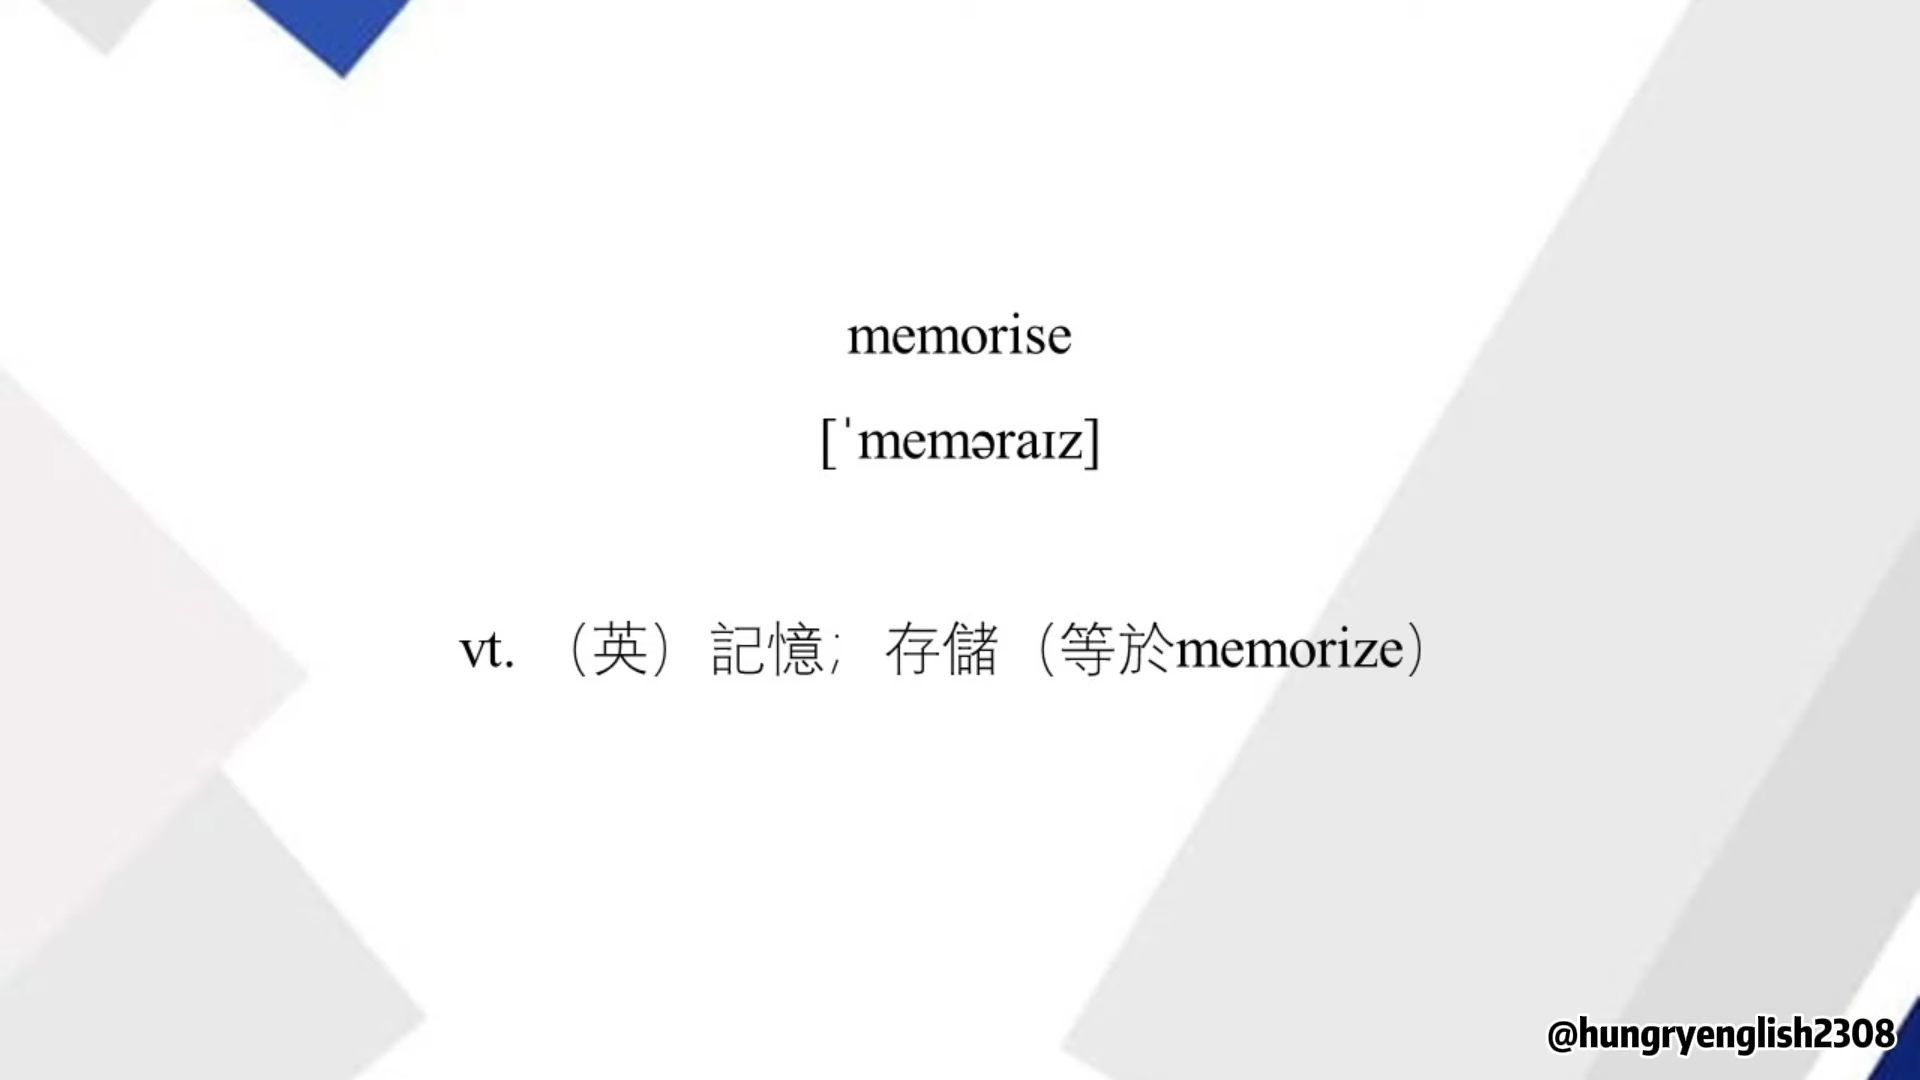 memorise
[ˈmeməraɪz]
vt. （英）記憶；存儲（等於memorize）
@hungryenglish2308